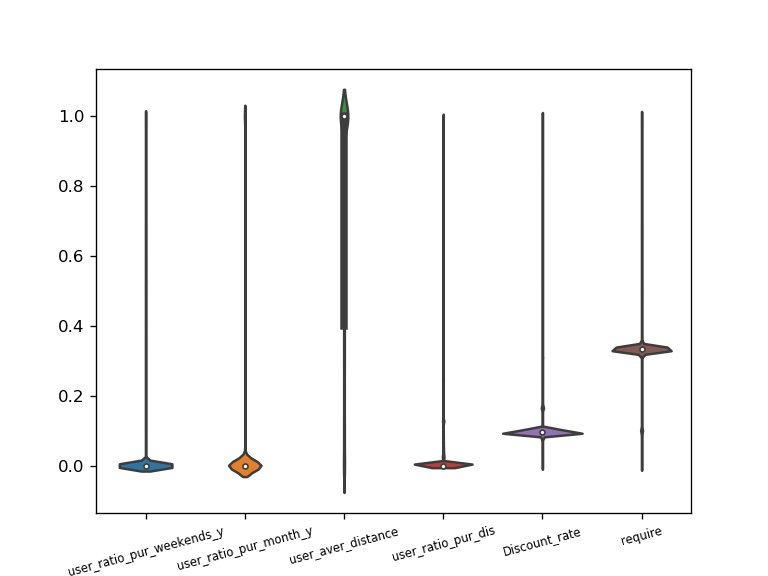 1.0
0.8
0.6
0.4
0.2
0.0
user_ratio_pur_weekends_y
user_ratio_pur_month_y
user_aver_distance
user_ratio_pur_dis
Discount_rate
require